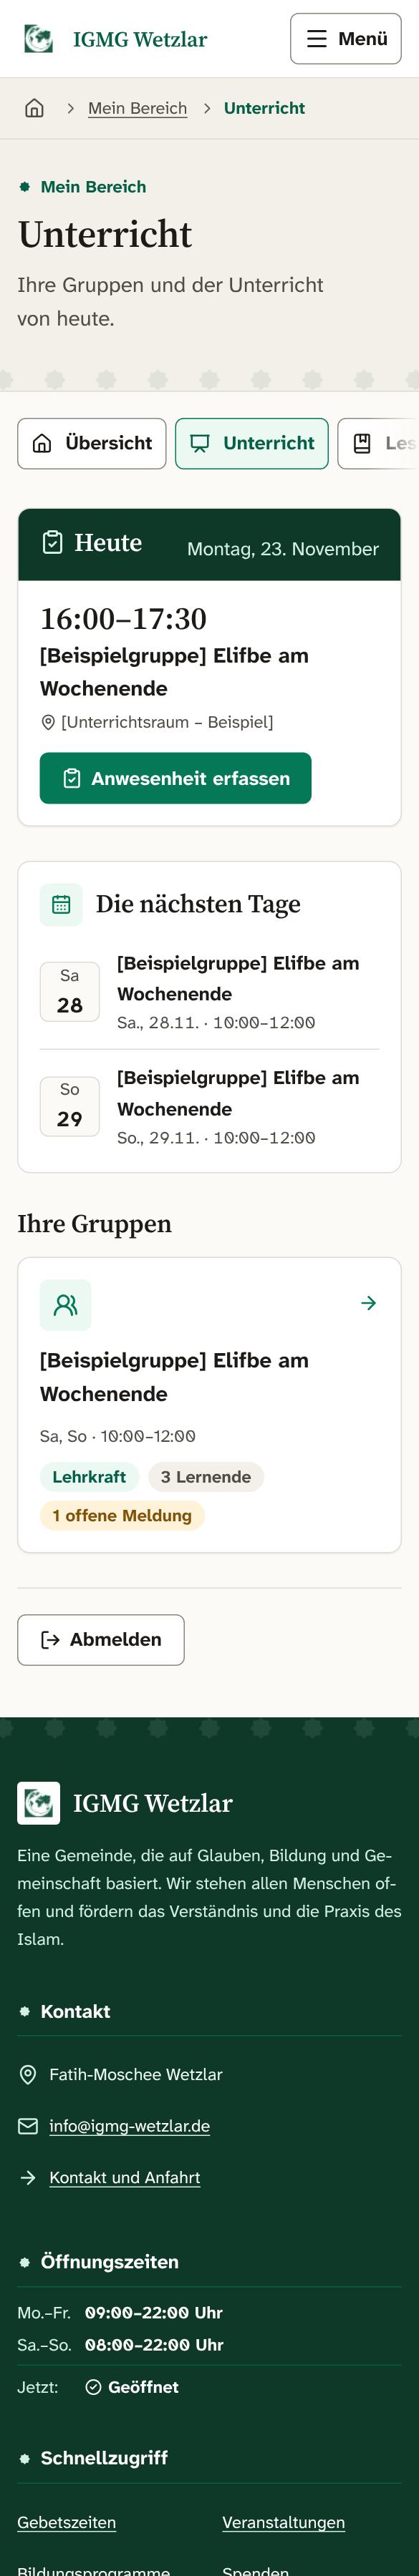 IGMG Wetzlar
Menü
Mein Bereich
Unterricht
Mein Bereich
Unterricht
Ihre Gruppen und der Unterricht
von heute.
Übersicht
Unterricht
Les
Heute
Montag, 23. November
16:00–17:30
[Beispielgruppe] Elifbe am
Wochenende
[Unterrichtsraum – Beispiel]
Anwesenheit erfassen
Die nächsten Tage
Sa
28
[Beispielgruppe] Elifbe am
Wochenende
Sa., 28.11. · 10:00–12:00
So
29
[Beispielgruppe] Elifbe am
Wochenende
So., 29.11. · 10:00–12:00
Ihre Gruppen
[Beispielgruppe] Elifbe am
Wochenende
Sa, So · 10:00–12:00
Lehrkraft
3 Lernende
1 offene Meldung
Abmelden
IGMG Wetzlar
Eine Gemeinde, die auf Glauben, Bildung und Ge-
meinschaft basiert. Wir stehen allen Menschen of-
fen und fördern das Verständnis und die Praxis des
Islam.
Kontakt
Fatih-Moschee Wetzlar
info@igmg-wetzlar.de
Kontakt und Anfahrt
Öffnungszeiten
Mo.–Fr. 09:00–22:00 Uhr
Sa.–So. 08:00–22:00 Uhr
Jetzt: Geöffnet
Schnellzugriff
Gebetszeiten
Veranstaltungen
Bildungsprogramme
Spenden